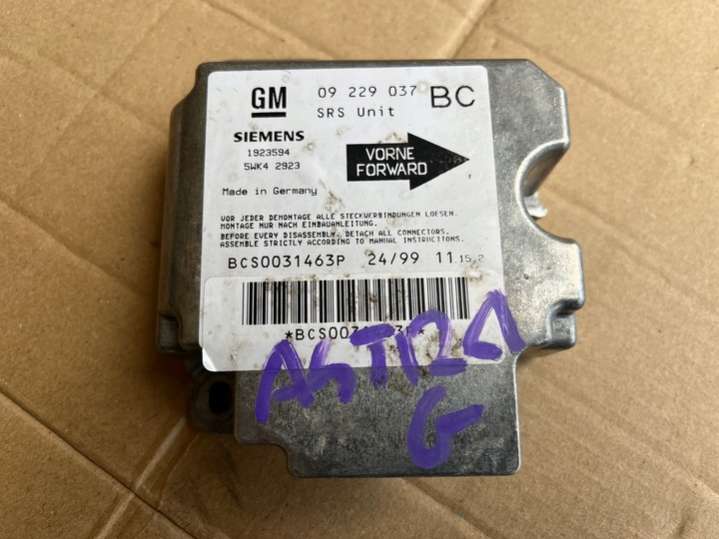 GM 09 229 037 BC
SRS Unit
SIEMENS
1923594
5WK4 2923
VORNE
FORWARD
Made in Germany
VOR JEDER DEMONTAGE ALLE STECKVERBINDUNGEN LOESEN.
MONTAGE NUR NACH EINBAUANLEITUNG.
BEFORE EVERY DISASSEMBLY, DETACH ALL CONNECTORS.
ASSEMBLE STRICTLY ACCORDING TO MANUAL INSTRUCTIONS.
BCS0031463P 24/99 11
ASTRA
G